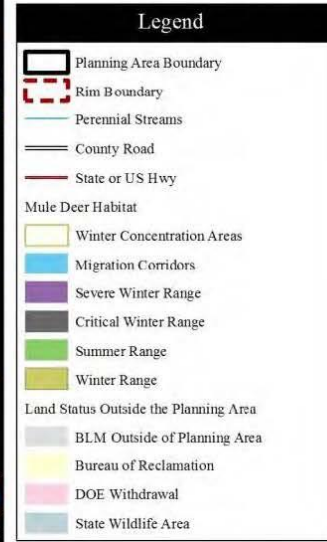 Legend
Planning Area Boundary
Rim Boundary
Perennial Streams
County Road
State or US Hwy
Mule Deer Habitat
Winter Concentration Areas
Migration Corridors
Severe Winter Range
Critical Winter Range
Summer Range
Winter Range
Land Status Outside the Planning Area
BLM Outside of Planning Area
Bureau of Reclamation
DOE Withdrawal
State Wildlife Area